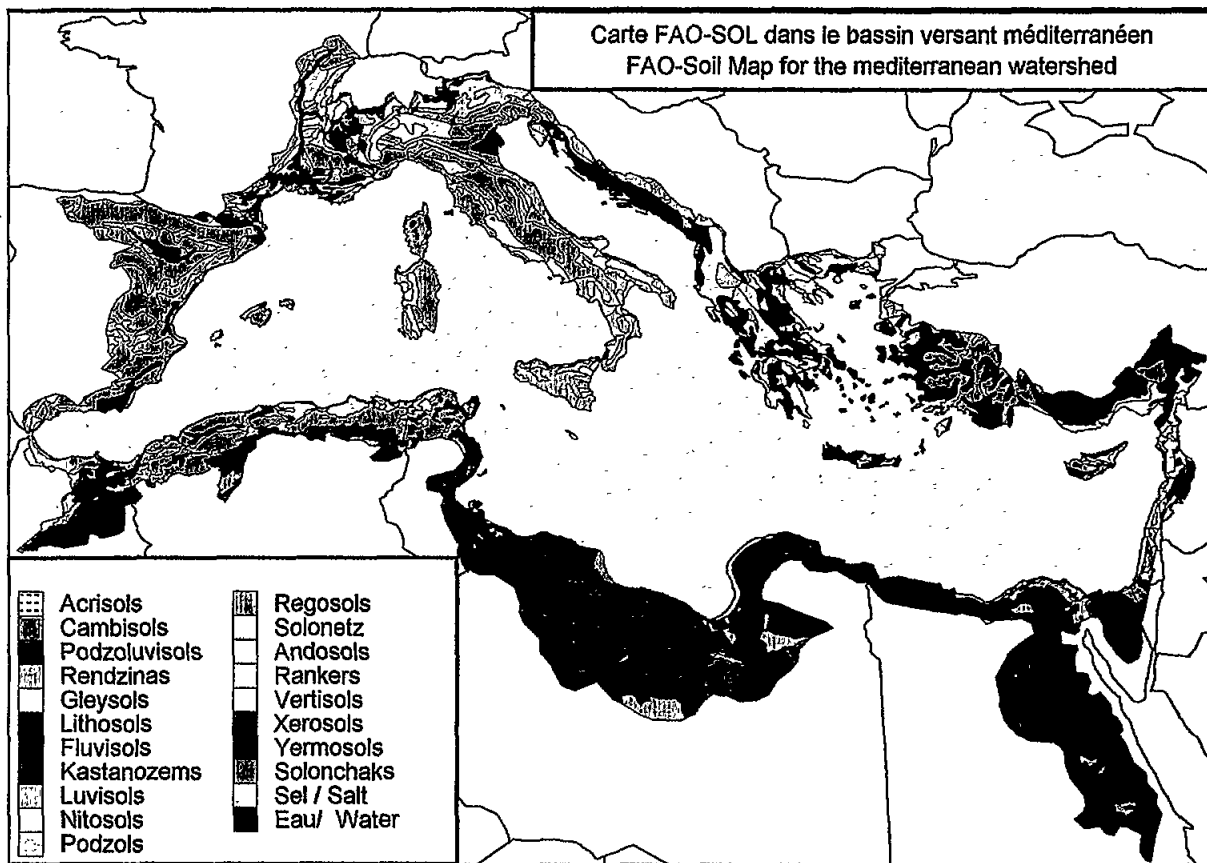 Carte FAO-SOL dans le bassin versant méditerranéen
FAO-Soil Map for the mediterranean watershed
Acrisols
Cambisols
Podzoluvisols
Rendzinas
Gleysols
Lithosols
Fluvisols
Kastanozems
Luvisols
Nitosols
Podzols
Regosols
Solonetz
Andosols
Rankers
Vertisols
Xerosols
Yermosols
Solonchaks
Sel / Salt
Eau/ Water